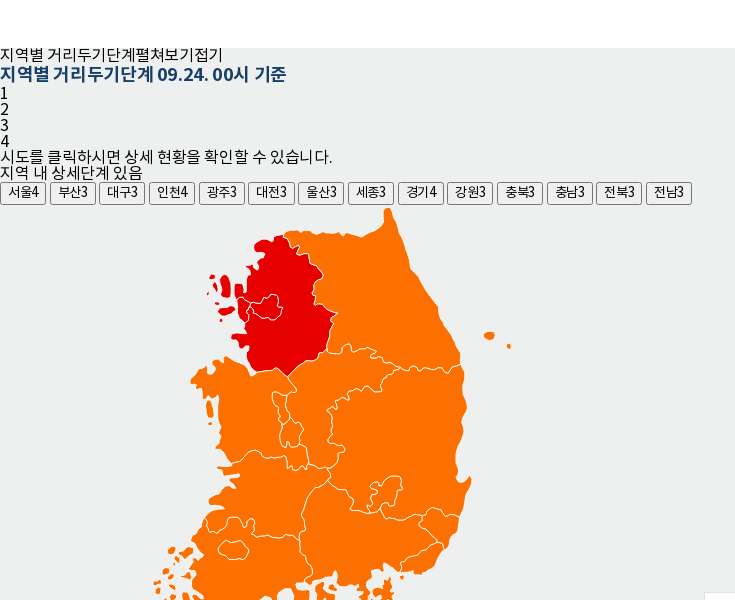 지역별 거리두기단계펼쳐보기접기
지역별 거리두기단계 09.24. 00시 기준
1
2
3
4
시도를 클릭하시면 상세 현황을 확인할 수 있습니다.
지역 내 상세단계 있음
서울4 부산3 대구3 인천4 광주3 대전3 울산3 세종3 경기4 강원3 충북3 충남3 전북3 전남3